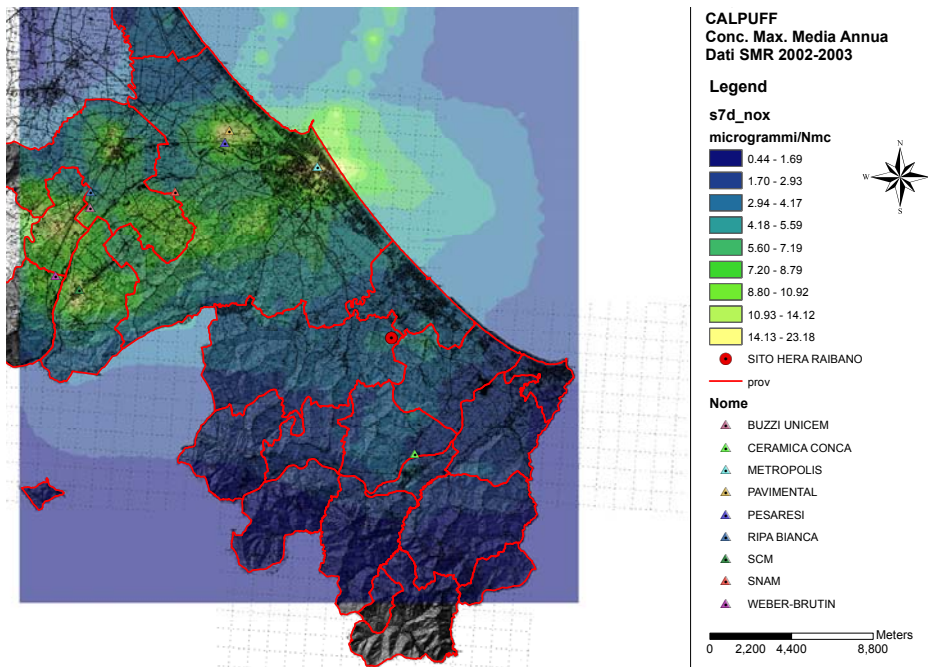 CALPUFF
Conc. Max. Media Annua
Dati SMR 2002-2003
Legend
s7d_nox
microgrammi/Nmc
0.44 - 1.69
1.70 - 2.93
2.94 - 4.17
4.18 - 5.59
5.60 - 7.19
7.20 - 8.79
8.80 - 10.92
10.93 - 14.12
14.13 - 23.18
SITO HERA RAIBANO
prov
Nome
BUZZI UNICEM
CERAMICA CONCA
METROPOLIS
PAVIMENTAL
PESARESI
RIPA BIANCA
SCM
SNAM
WEBER-BRUTIN
N
W
S
Meters
0 2,200 4,400 8,800